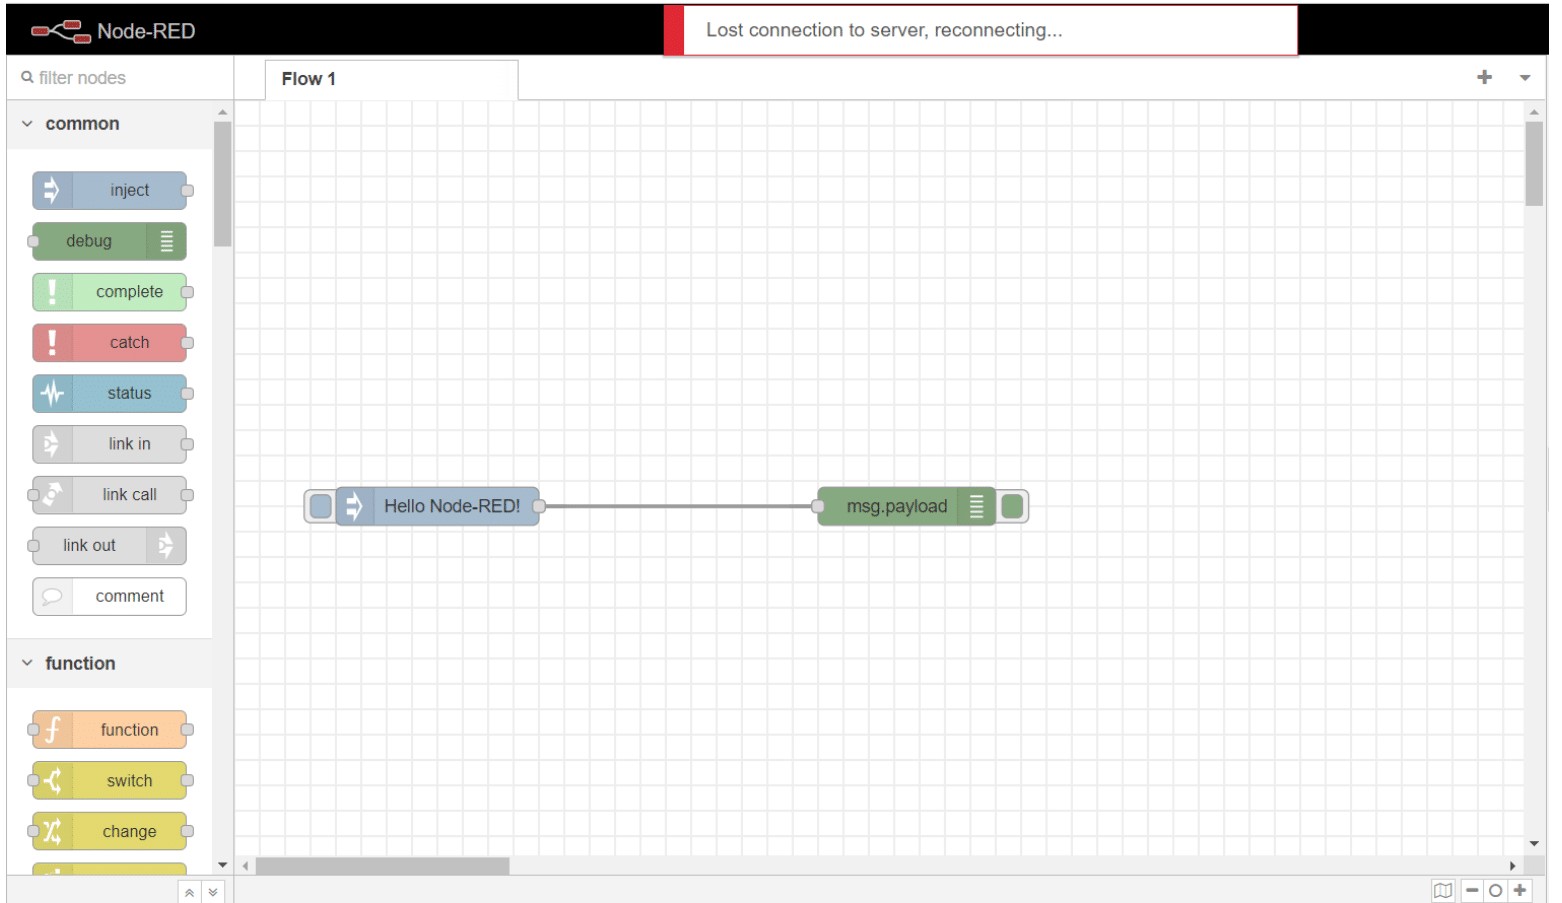 Node-RED
Lost connection to server, reconnecting...
filter nodes
Flow 1
common
inject
debug
complete
catch
status
link in
link call
link out
comment
Hello Node-RED!
msg.payload
function
function
switch
change